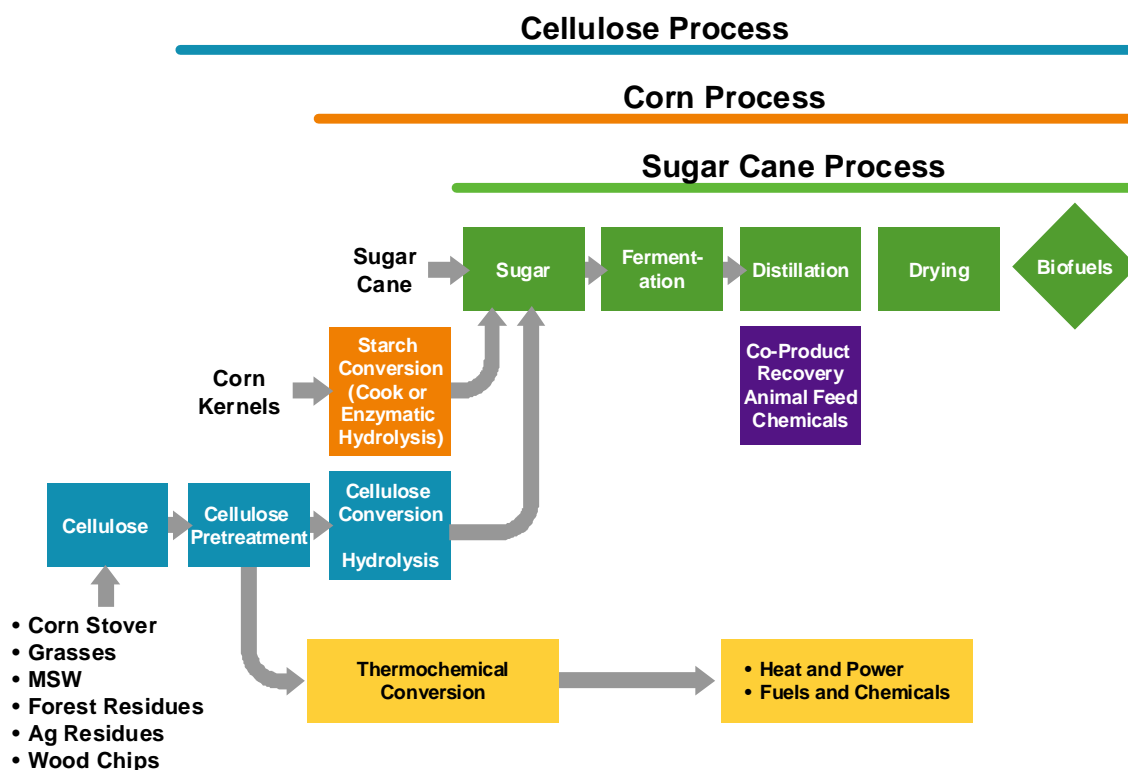 Cellulose Process
Corn Process
Sugar Cane Process
Sugar
Cane
Sugar
Ferment-
ation
Distillation
Drying
Biofuels
Corn
Kernels
Starch
Conversion
(Cook or
Enzymatic
Hydrolysis)
Co-Product
Recovery
Animal Feed
Chemicals
Cellulose
Cellulose
Pretreatment
Cellulose
Conversion
Hydrolysis
• Corn Stover
• Grasses
• MSW
• Forest Residues
• Ag Residues
• Wood Chips
Thermochemical
Conversion
• Heat and Power
• Fuels and Chemicals